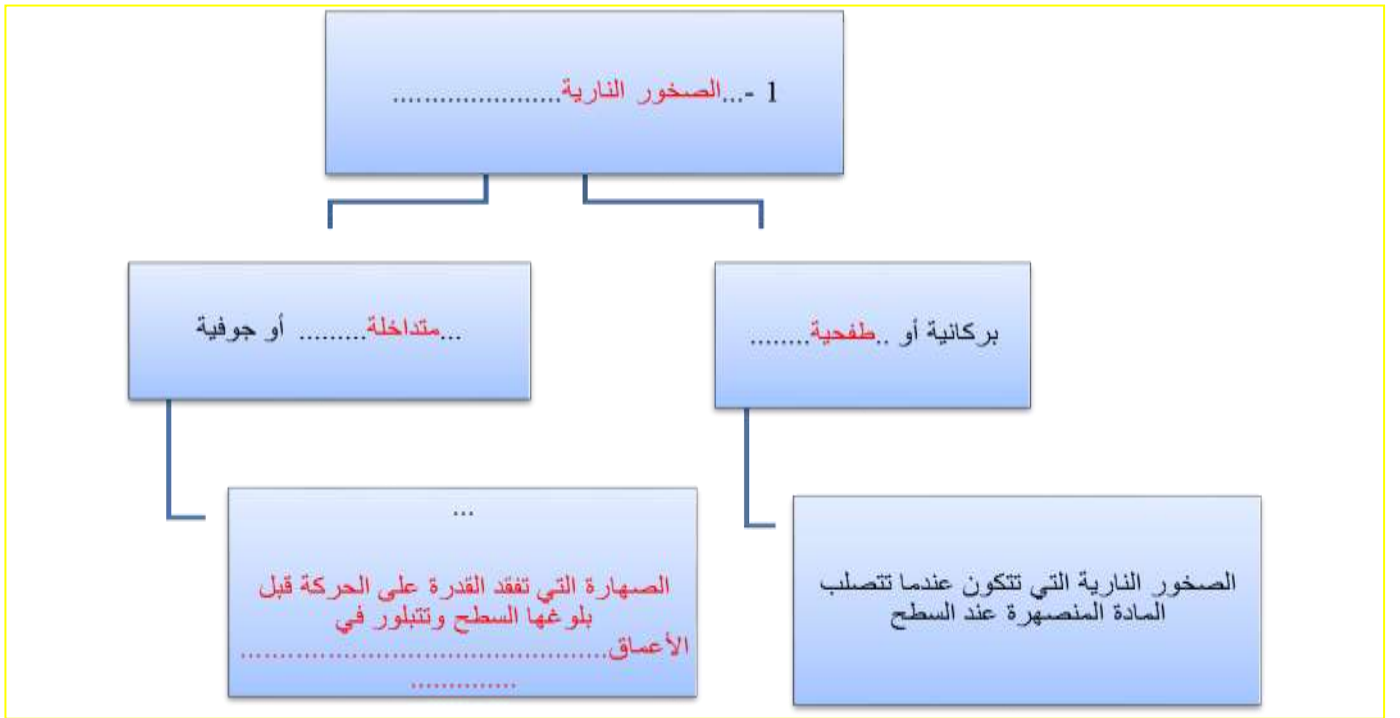 1 -...الصخور النارية......................
بركانية أو ..طفحية........
...متداخلة......... أو جوفية
الصخور النارية التي تتكون عندما تتصلب
المادة المنصهرة عند السطح
...
الصهارة التي تفقد القدرة على الحركة قبل
بلوغها السطح وتتبلور في
الأعماق...............................................
..............